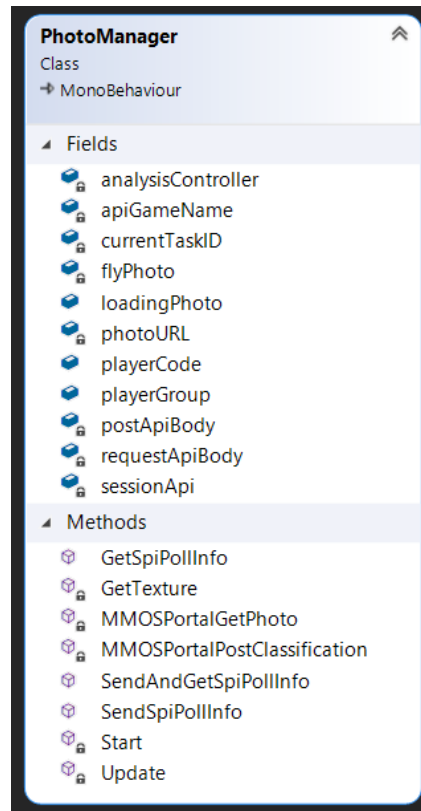 PhotoManager
Class
MonoBehaviour
Fields
analysisController
apiGameName
currentTaskID
flyPhoto
loadingPhoto
photoURL
playerCode
playerGroup
postApiBody
requestApiBody
sessionApi
Methods
GetSpiPollInfo
GetTexture
MMOSPortalGetPhoto
MMOSPortalPostClassification
SendAndGetSpiPollInfo
SendSpiPollInfo
Start
Update